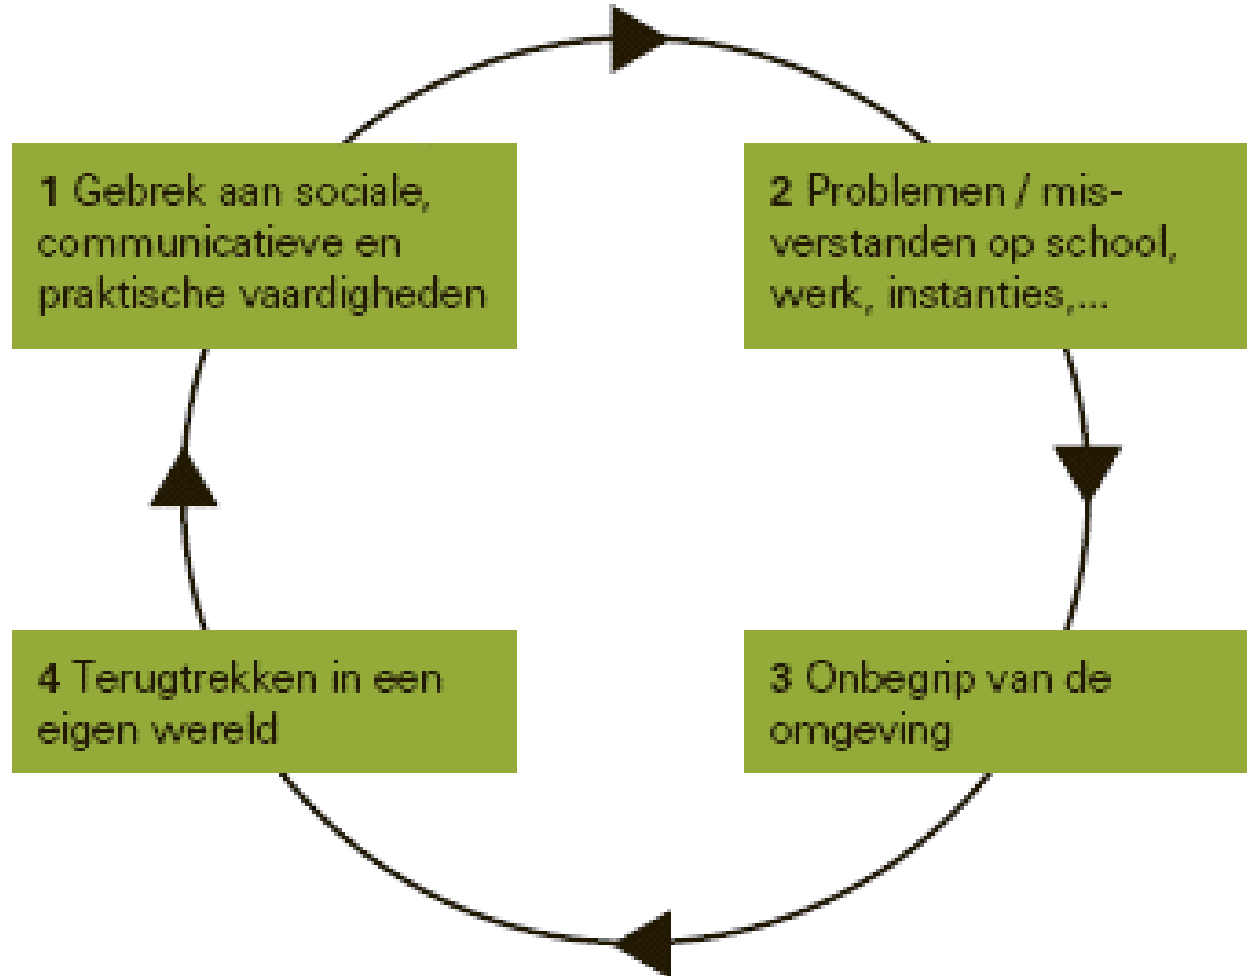 1 Gebrek aan sociale,
communicatieve en
praktische vaardigheden
2 Problemen / mis-
verstanden op school,
werk, instanties,...
3 Onbegrip van de
omgeving
4 Terugtrekken in een
eigen wereld